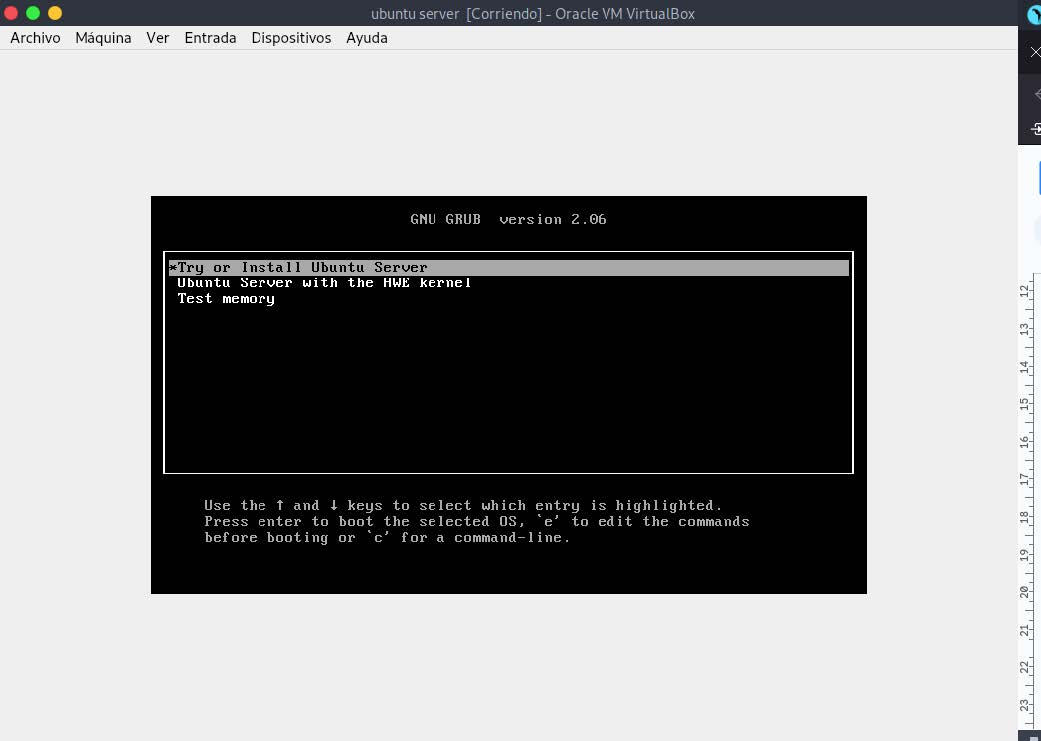 ubuntu server [Corriendo] - Oracle VM VirtualBox
Archivo Máquina Ver Entrada Dispositivos Ayuda
GNU GRUB version 2.06
*Try or Install Ubuntu Server
Ubuntu Server with the HWE kernel
Test memory
Use the ↑ and ↓ keys to select which entry is highlighted.
Press enter to boot the selected OS, `e' to edit the commands
before booting or `c' for a command-line.
12
13
14
15
16
17
18
19
20
21
22
23